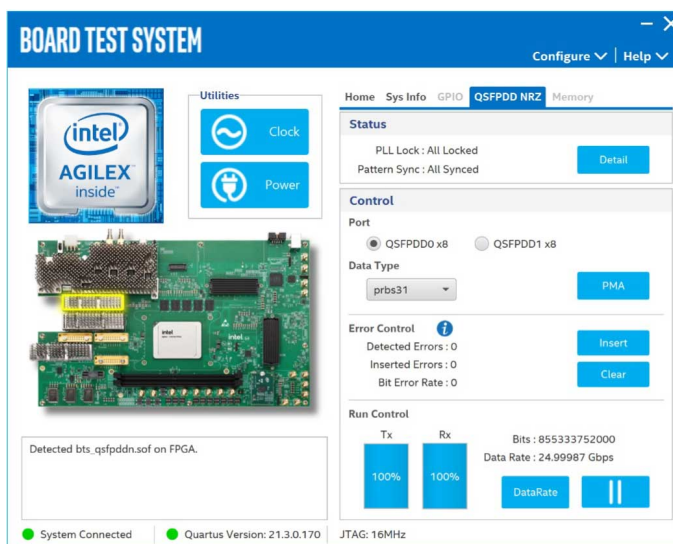 BOARD TEST SYSTEM
Configure | Help
intel
AGILEX
inside
Utilities
Clock
Power
Home Sys Info GPIO QSFPDD NRZ Memory
Status
PLL Lock : All Locked
Pattern Sync : All Synced
Detail
Control
Port
QSFPDD0 x8 QSFPDD1 x8
Data Type
prbs31
PMA
Error Control
Detected Errors : 0
Inserted Errors : 0
Bit Error Rate : 0
Insert
Clear
Run Control
Tx Rx
100% 100%
Bits : 855333752000
Data Rate : 24.99987 Gbps
DataRate
intel
intel
Detected bts_qsfpddn.sof on FPGA.
System Connected Quartus Version: 21.3.0.170 JTAG: 16MHz